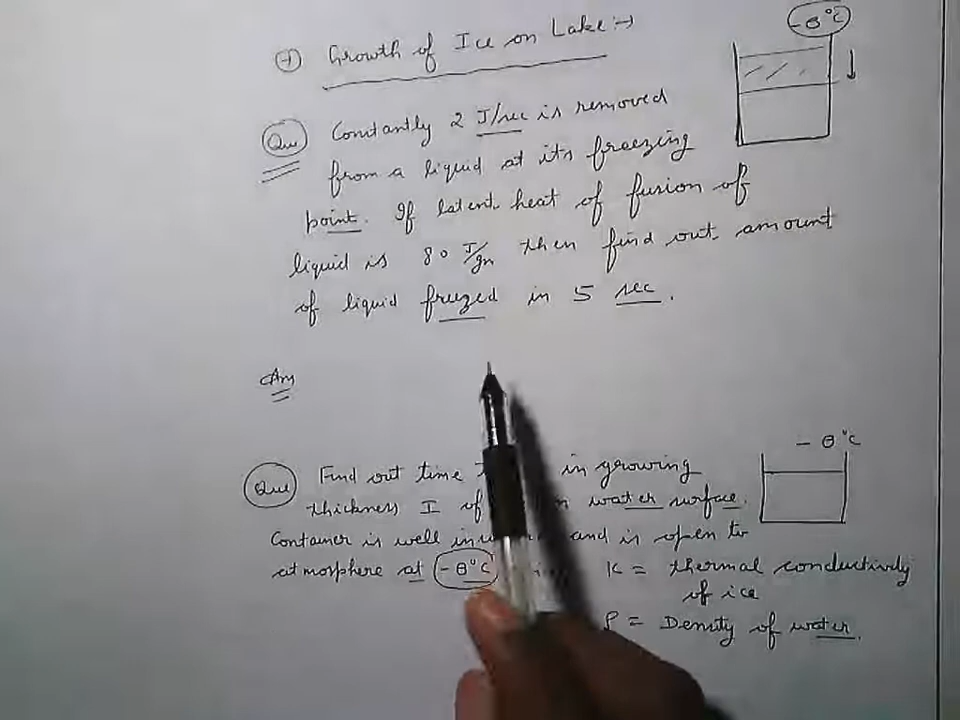 → Growth of Ice on Lake :→
-θ°C
Que Constantly 2 J/sec is removed
from a liquid at its freezing
point. If latent heat of fusion of
liquid is 80 J/gm then find out amount
of liquid freezed in 5 sec.
Ans
-θ°C
Que Find out time in growing
thickness I of water surface.
Container is well and is open to
atmosphere at -θ°C K = thermal conductivity
of ice
ρ = Density of water.